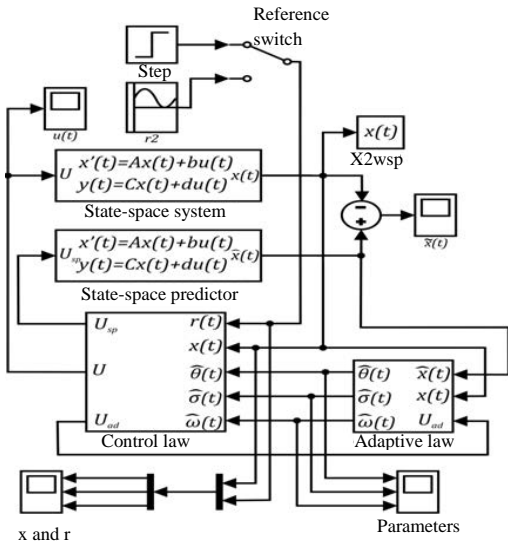 Reference
switch
Step
r2
u(t)
x(t)
X2wsp
U x'(t)=Ax(t)+bu(t) x(t)
y(t)=Cx(t)+du(t)
State-space system
x̃(t)
U_sp x'(t)=Ax(t)+bu(t) x̂(t)
y(t)=Cx(t)+du(t)
State-space predictor
U_sp r(t)
x(t)
U θ̂(t) θ̂(t) x̂(t)
σ̂(t) σ̂(t) x(t)
U_ad ω̂(t) ω̂(t) U_ad
Control law Adaptive law
x and r Parameters